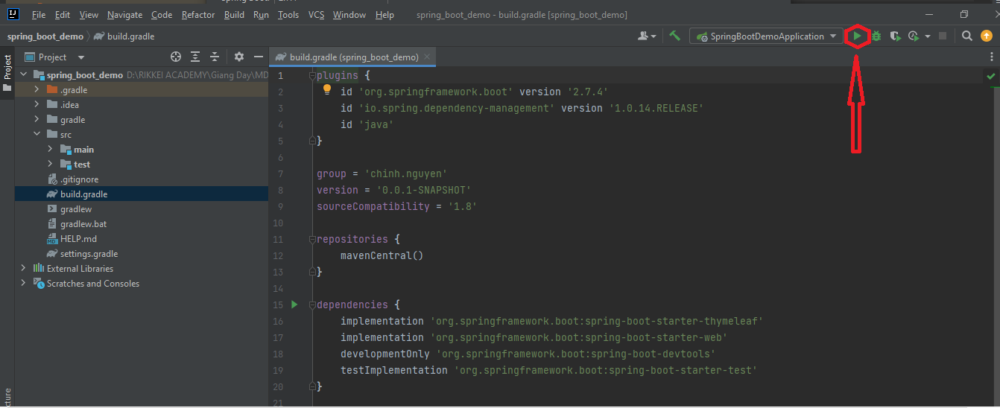 File Edit View Navigate Code Refactor Build Run Tools VCS Window Help spring_boot_demo - build.gradle [spring_boot_demo]
spring_boot_demo build.gradle SpringBootDemoApplication
Project build.gradle (spring_boot_demo)
Project
spring_boot_demo D:\RIKKEI ACADEMY\Giang Day\MD
.gradle
.idea
gradle
src
main
test
.gitignore
build.gradle
gradlew
gradlew.bat
HELP.md
settings.gradle
External Libraries
Scratches and Consoles
1 plugins {
2 id 'org.springframework.boot' version '2.7.4'
3 id 'io.spring.dependency-management' version '1.0.14.RELEASE'
4 id 'java'
5 }
6
7 group = 'chinh.nguyen'
8 version = '0.0.1-SNAPSHOT'
9 sourceCompatibility = '1.8'
10
11 repositories {
12 mavenCentral()
13 }
14
15 dependencies {
16 implementation 'org.springframework.boot:spring-boot-starter-thymeleaf'
17 implementation 'org.springframework.boot:spring-boot-starter-web'
18 developmentOnly 'org.springframework.boot:spring-boot-devtools'
19 testImplementation 'org.springframework.boot:spring-boot-starter-test'
20 }
21